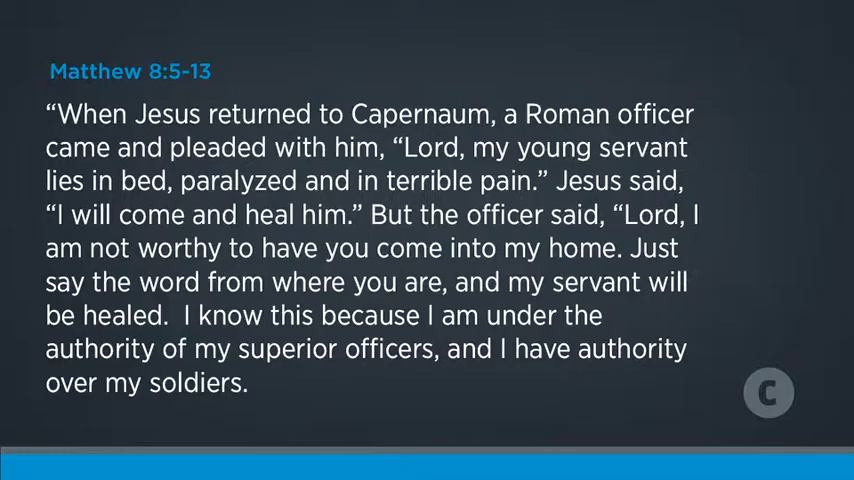 Matthew 8:5-13
“When Jesus returned to Capernaum, a Roman officer
came and pleaded with him, “Lord, my young servant
lies in bed, paralyzed and in terrible pain.” Jesus said,
“I will come and heal him.” But the officer said, “Lord, I
am not worthy to have you come into my home. Just
say the word from where you are, and my servant will
be healed.  I know this because I am under the
authority of my superior officers, and I have authority
over my soldiers.
C